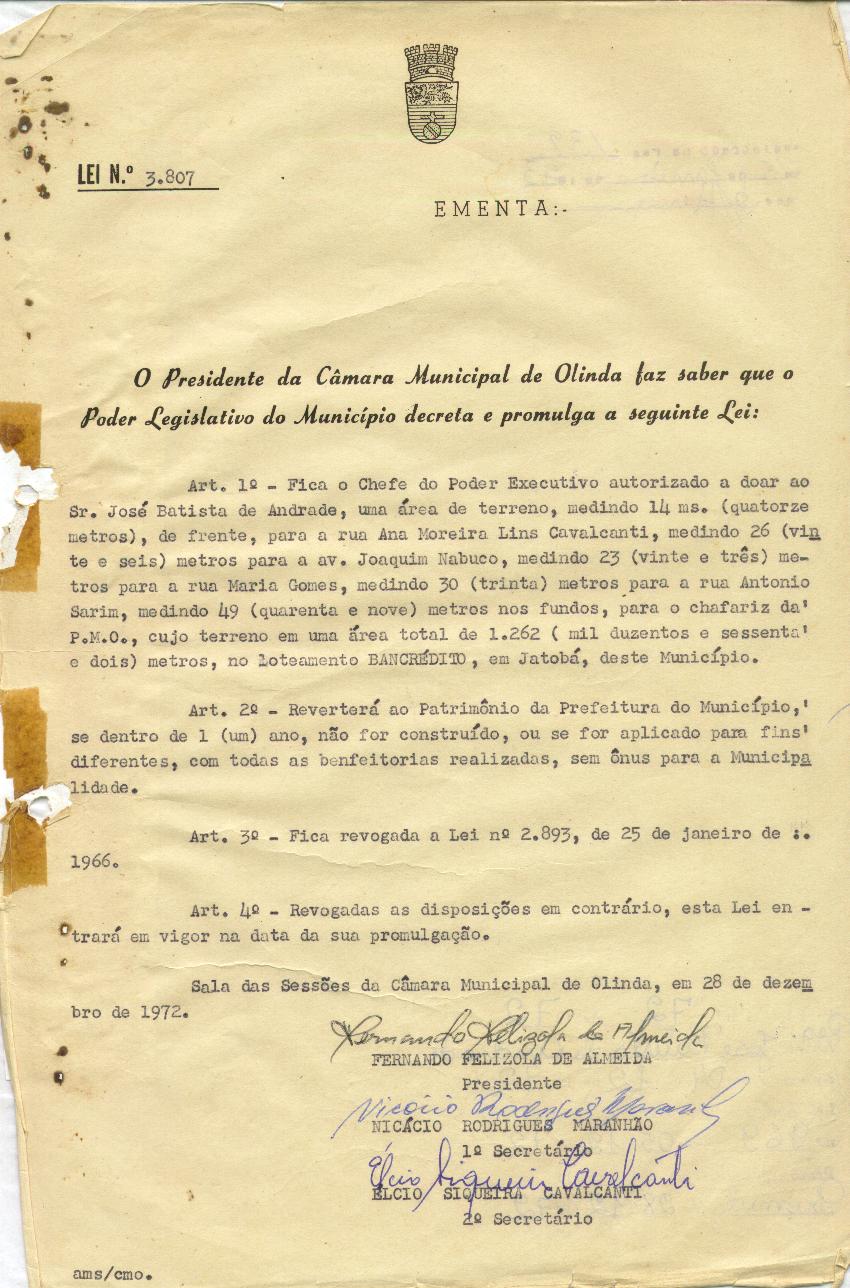 LEI N.º 3.807
EMENTA:-
O Presidente da Câmara Municipal de Olinda faz saber que o
Poder Legislativo do Município decreta e promulga a seguinte Lei:
Art. 1º - Fica o Chefe do Poder Executivo autorizado a doar ao
Sr. José Batista de Andrade, uma área de terreno, medindo 14 ms. (quatorze
metros), de frente, para a rua Ana Moreira Lins Cavalcanti, medindo 26 (vin
te e seis) metros para a av. Joaquim Nabuco, medindo 23 (vinte e três) me-
tros para a rua Maria Gomes, medindo 30 (trinta) metros para a rua Antonio
Sarim, medindo 49 (quarenta e nove) metros nos fundos, para o chafariz da'
P.M.O., cujo terreno em uma área total de 1.262 ( mil duzentos e sessenta'
e dois) metros, no loteamento BANCRÉDITO, em Jatobá, deste Município.
Art. 2º - Reverterá ao Patrimônio da Prefeitura do Município,'
se dentro de 1 (um) ano, não for construído, ou se for aplicado para fins'
diferentes, com todas as benfeitorias realizadas, sem ônus para a Municipa
lidade.
Art. 3º - Fica revogada a Lei nº 2.893, de 25 de janeiro de :.
1966.
Art. 4º - Revogadas as disposições em contrário, esta Lei en -
trará em vigor na data da sua promulgação.
Sala das Sessões da Câmara Municipal de Olinda, em 28 de dezem
bro de 1972.
Fernando Felizola de Almeida
FERNANDO FELIZOLA DE ALMEIDA
Presidente
Nicácio Rodrigues Maranhão
NICÁCIO RODRIGUES MARANHÃO
1º Secretário
Élcio Siqueira Cavalcanti
ÉLCIO SIQUEIRA CAVALCANTI
2º Secretário
ams/cmo.